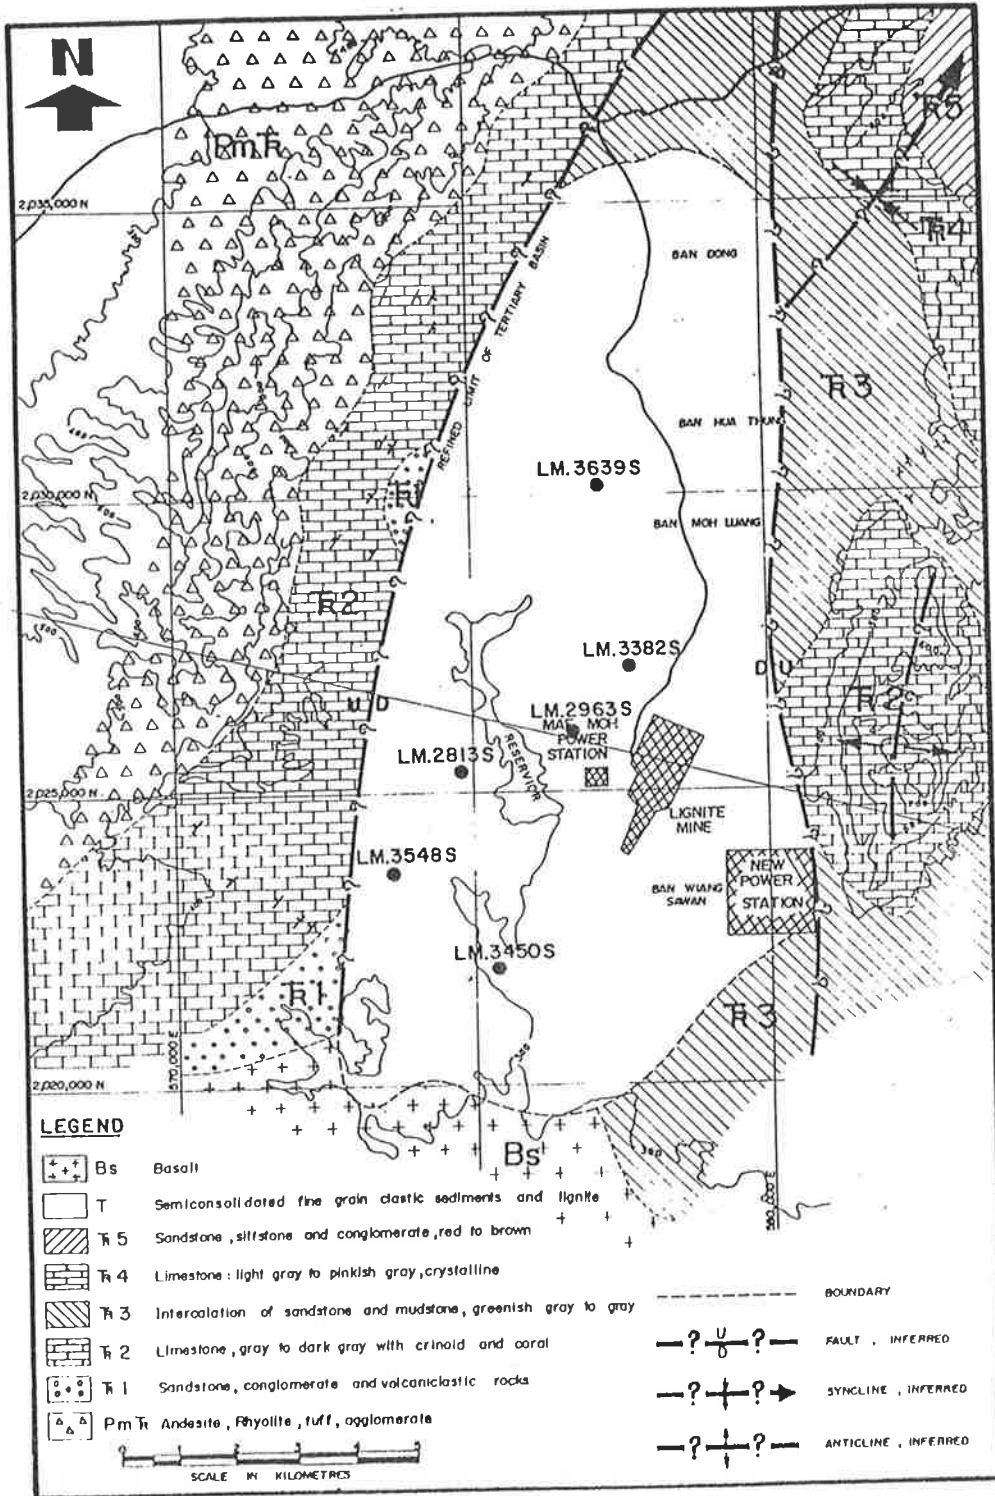 N
PmTR
TR5
2,035,000 N
TR4
BAN DONG
REFINED LIMIT OF TERTIARY BASIN
TR3
BAN HUA THUNG
LM.3639S
2,030,000 N
TR
BAN MOH LUANG
TR2
LM.3382S
D U
TR2
U D
LM.2963S
MAE MOH
POWER
STATION
LM.2813S
RESERVIOR
2,025,000 N
LIGNITE
MINE
LM.3548S
NEW
POWER
STATION
BAN WIANG
SAWAN
LM.3450S
TR1
TR3
570,000 E
2,020,000 N
380
380
LEGEND
Bs
580,000 E
Bs Basalt
T Semiconsolidated fine grain clastic sediments and lignite
TR 5 Sandstone, siltstone and conglomerate, red to brown
TR 4 Limestone : light gray to pinkish gray, crystalline
TR 3 Intercalation of sandstone and mudstone, greenish gray to gray
TR 2 Limestone, gray to dark gray with crinoid and coral
TR 1 Sandstone, conglomerate and volcaniclastic rocks
PmTR Andesite, Rhyolite, tuff, agglomerate
BOUNDARY
? U D ? FAULT , INFERRED
? ? SYNCLINE , INFERRED
? ? ANTICLINE , INFERRED
SCALE IN KILOMETRES